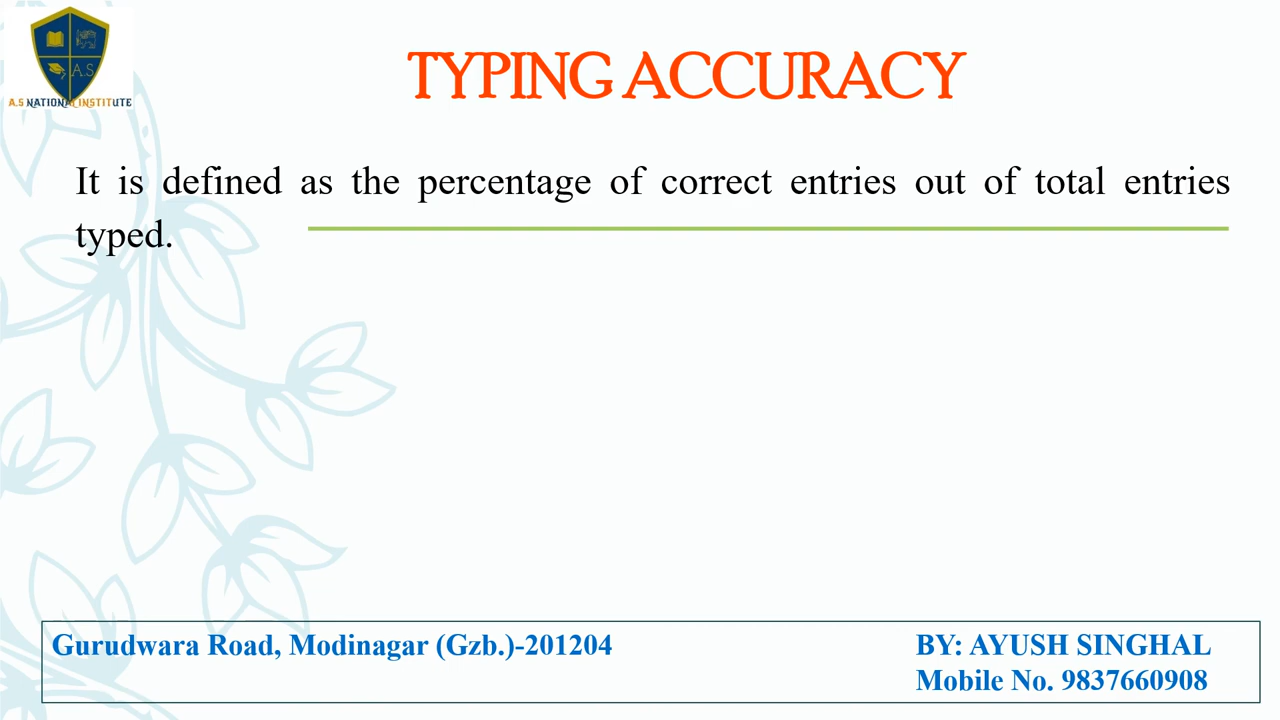 A.S
A.S NATIONAL INSTITUTE
TYPING ACCURACY
It is defined as the percentage of correct entries out of total entries
typed.
Gurudwara Road, Modinagar (Gzb.)-201204
BY: AYUSH SINGHAL
Mobile No. 9837660908